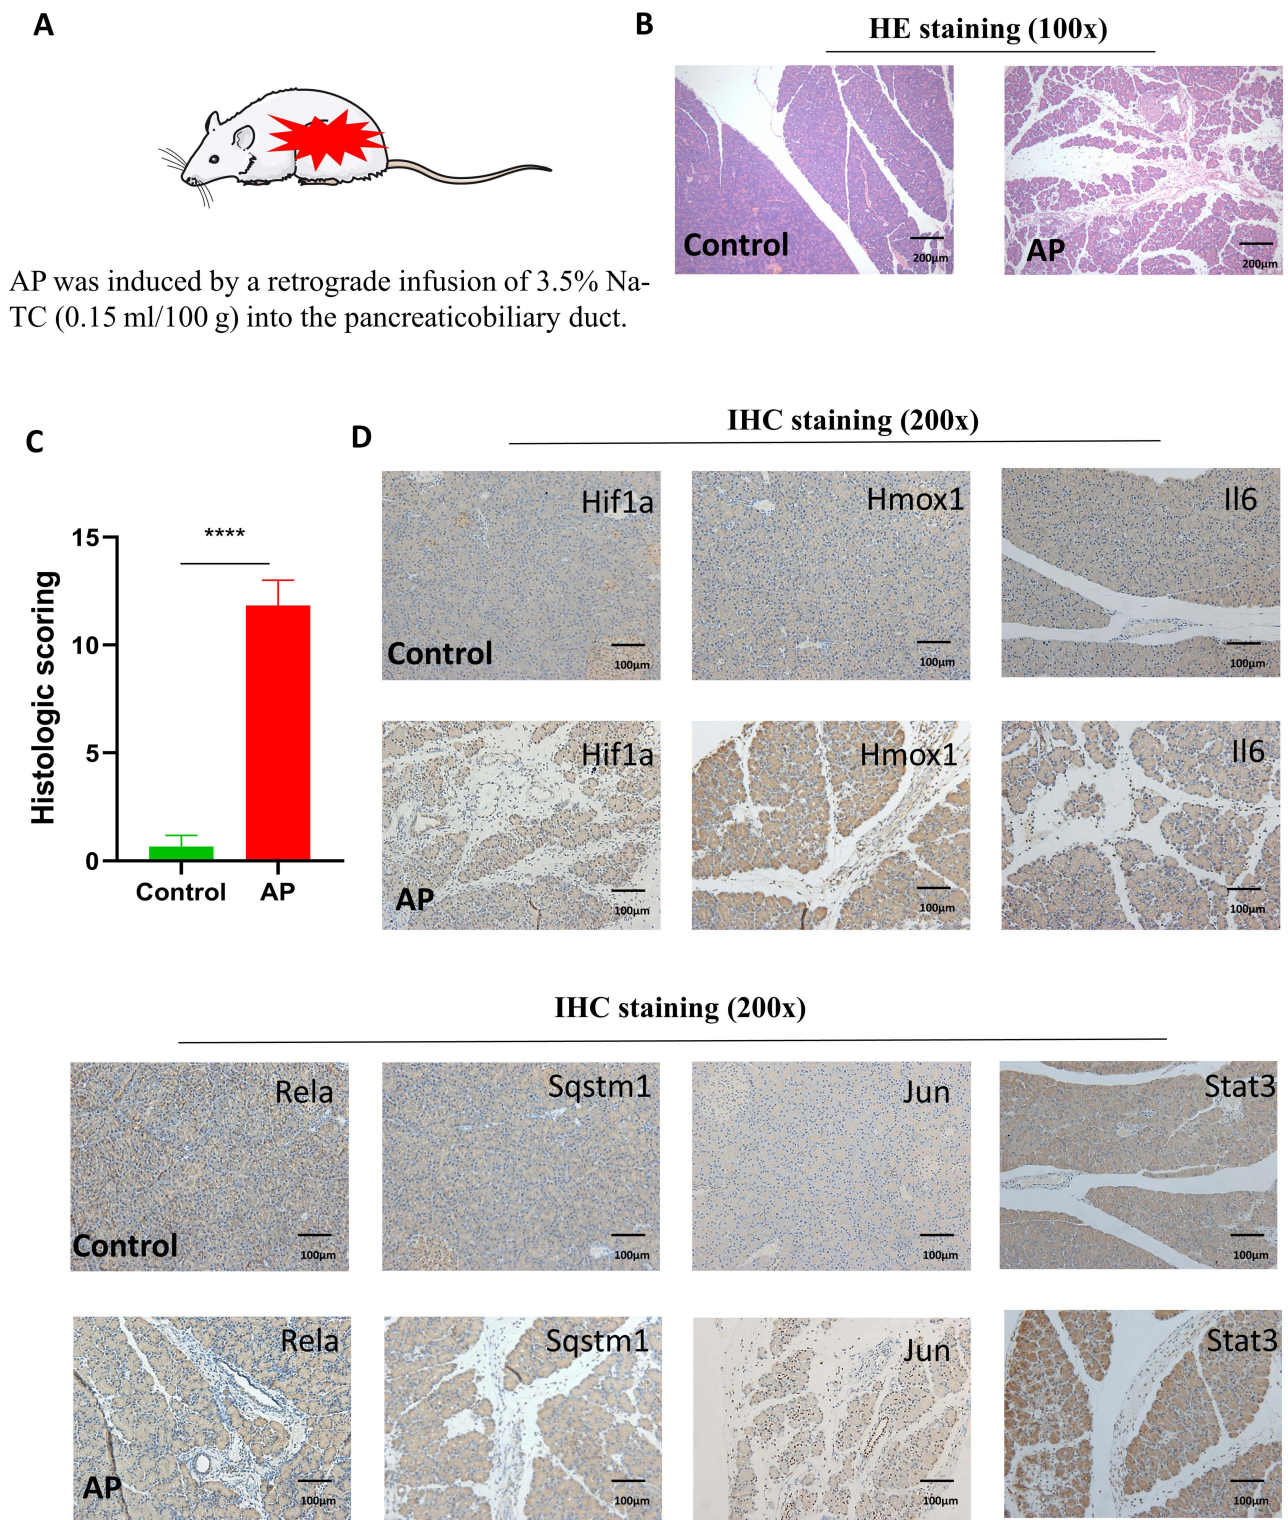 A
AP was induced by a retrograde infusion of 3.5% Na-
TC (0.15 ml/100 g) into the pancreaticobiliary duct.
B
HE staining (100x)
Control
200μm
AP
200μm
C
Histologic scoring
15
10
5
0
****
Control
AP
D
IHC staining (200x)
Hif1a
Control
100μm
Hmox1
100μm
Il6
100μm
Hif1a
AP
100μm
Hmox1
100μm
Il6
100μm
IHC staining (200x)
Rela
Control
100μm
Sqstm1
100μm
Jun
100μm
Stat3
100μm
Rela
AP
100μm
Sqstm1
100μm
Jun
100μm
Stat3
100μm